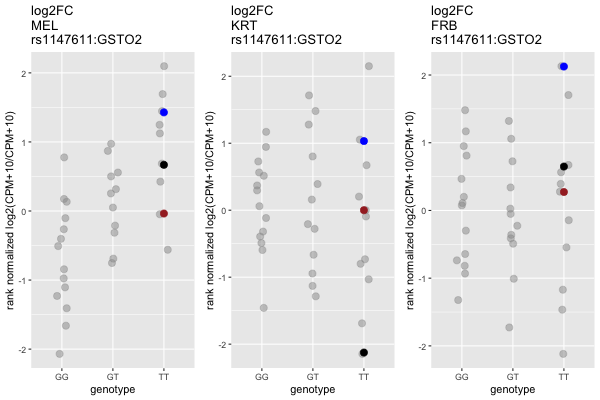 log2FC
MEL
rs1147611:GSTO2
rank normalized log2(CPM+10/CPM+10)
2
1
0
-1
-2
GG GT TT
genotype
log2FC
KRT
rs1147611:GSTO2
rank normalized log2(CPM+10/CPM+10)
2
1
0
-1
-2
GG GT TT
genotype
log2FC
FRB
rs1147611:GSTO2
rank normalized log2(CPM+10/CPM+10)
2
1
0
-1
-2
GG GT TT
genotype